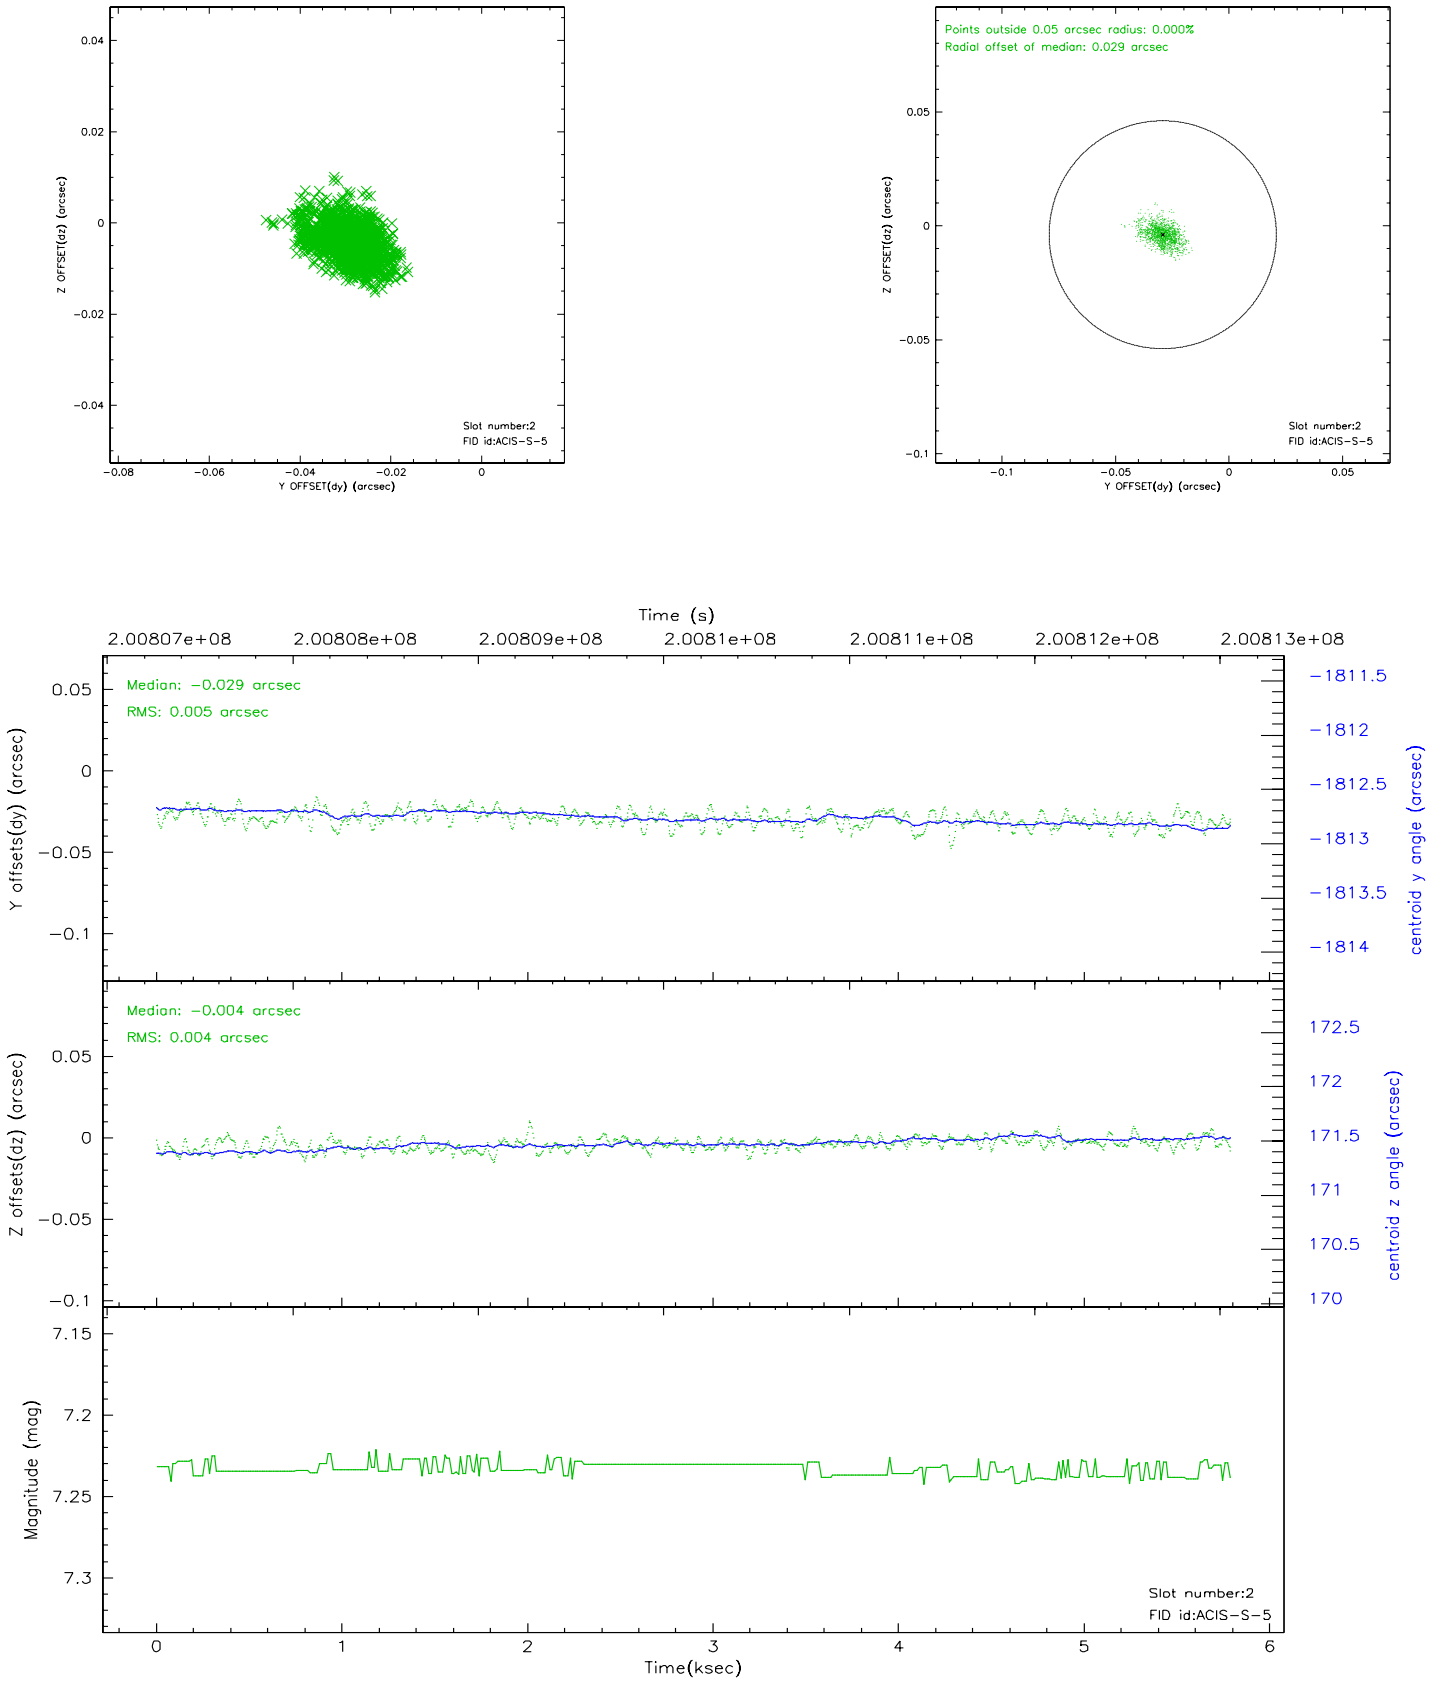 0.04
0.02
0
−0.02
−0.04
Z OFFSET(dz) (arcsec)
Slot number:2
FID id:ACIS−S−5
−0.08 −0.06 −0.04 −0.02 0
Y OFFSET(dy) (arcsec)
Points outside 0.05 arcsec radius: 0.000%
Radial offset of median: 0.029 arcsec
0.05
0
−0.05
−0.1
Z OFFSET(dz) (arcsec)
Slot number:2
FID id:ACIS−S−5
−0.1 −0.05 0 0.05
Y OFFSET(dy) (arcsec)
Time (s)
2.00807e+08 2.00808e+08 2.00809e+08 2.0081e+08 2.00811e+08 2.00812e+08 2.00813e+08
Median: −0.029 arcsec
RMS: 0.005 arcsec
0.05
0
−0.05
−0.1
Y offsets(dy) (arcsec)
−1811.5
−1812
−1812.5
−1813
−1813.5
−1814
centroid y angle (arcsec)
Median: −0.004 arcsec
RMS: 0.004 arcsec
0.05
0
−0.05
−0.1
Z offsets(dz) (arcsec)
172.5
172
171.5
171
170.5
170
centroid z angle (arcsec)
7.15
7.2
7.25
7.3
Magnitude (mag)
Slot number:2
FID id:ACIS−S−5
0 1 2 3 4 5 6
Time(ksec)